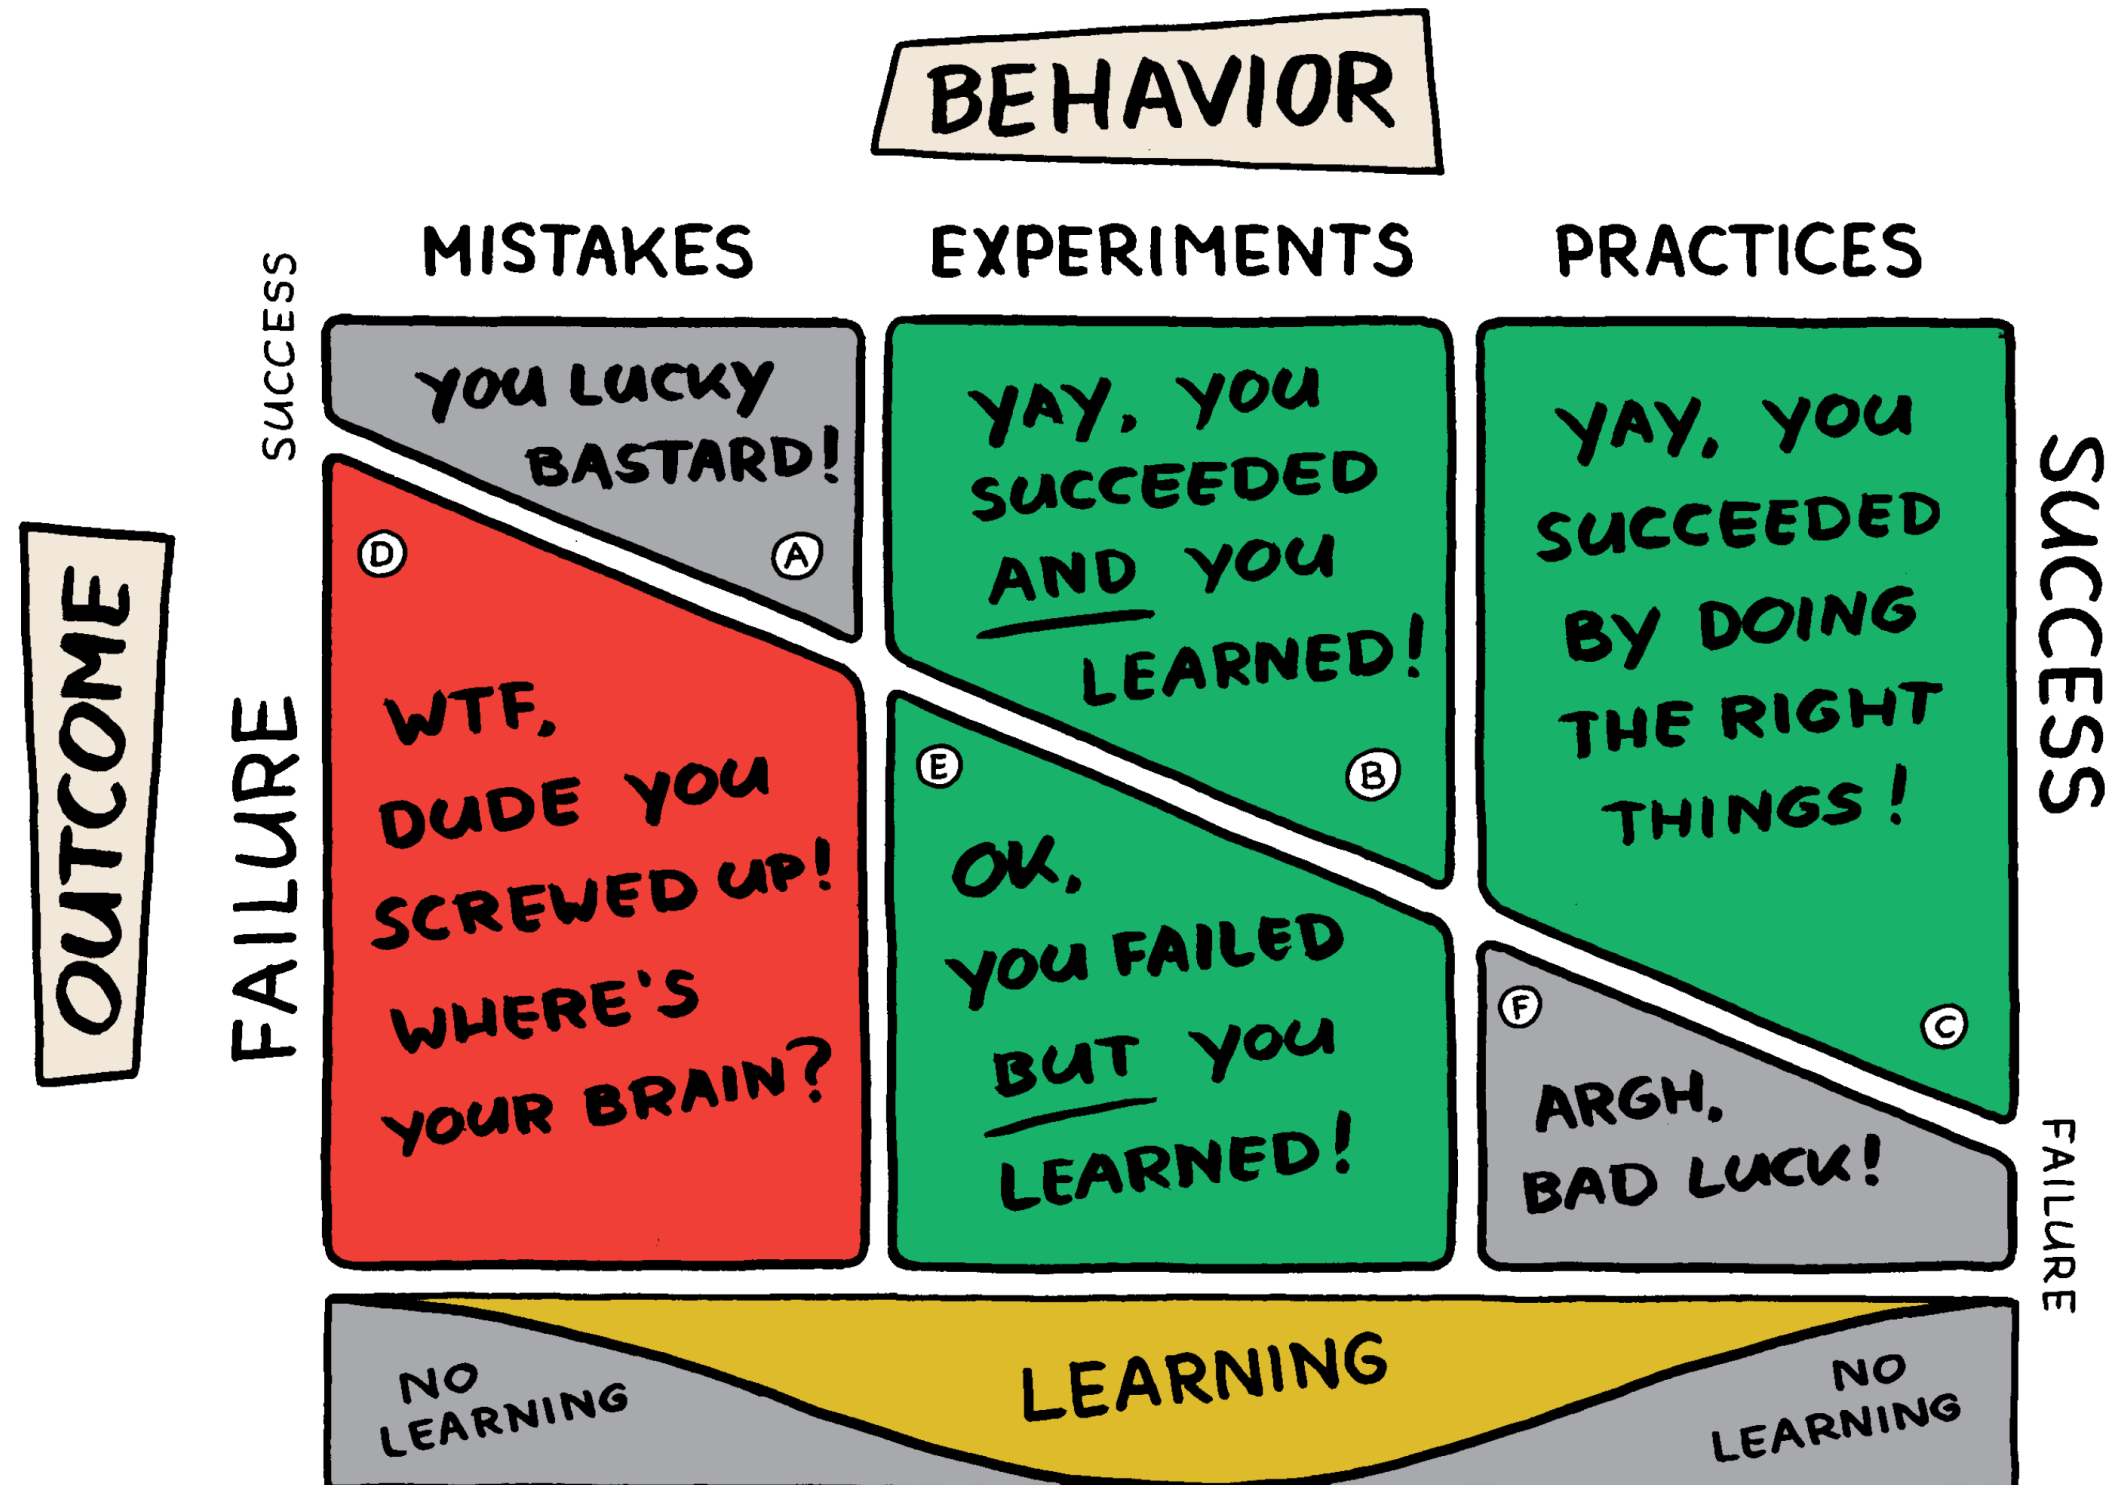 BEHAVIOR
MISTAKES
EXPERIMENTS
PRACTICES
OUTCOME
SUCCESS
FAILURE
YOU LUCKY
BASTARD!
A
D
WTF,
DUDE YOU
SCREWED UP!
WHERE'S
YOUR BRAIN?
YAY, YOU
SUCCEEDED
AND YOU
LEARNED!
B
E
OK,
YOU FAILED
BUT YOU
LEARNED!
YAY, YOU
SUCCEEDED
BY DOING
THE RIGHT
THINGS!
C
F
ARGH,
BAD LUCK!
SUCCESS
FAILURE
NO
LEARNING
LEARNING
NO
LEARNING